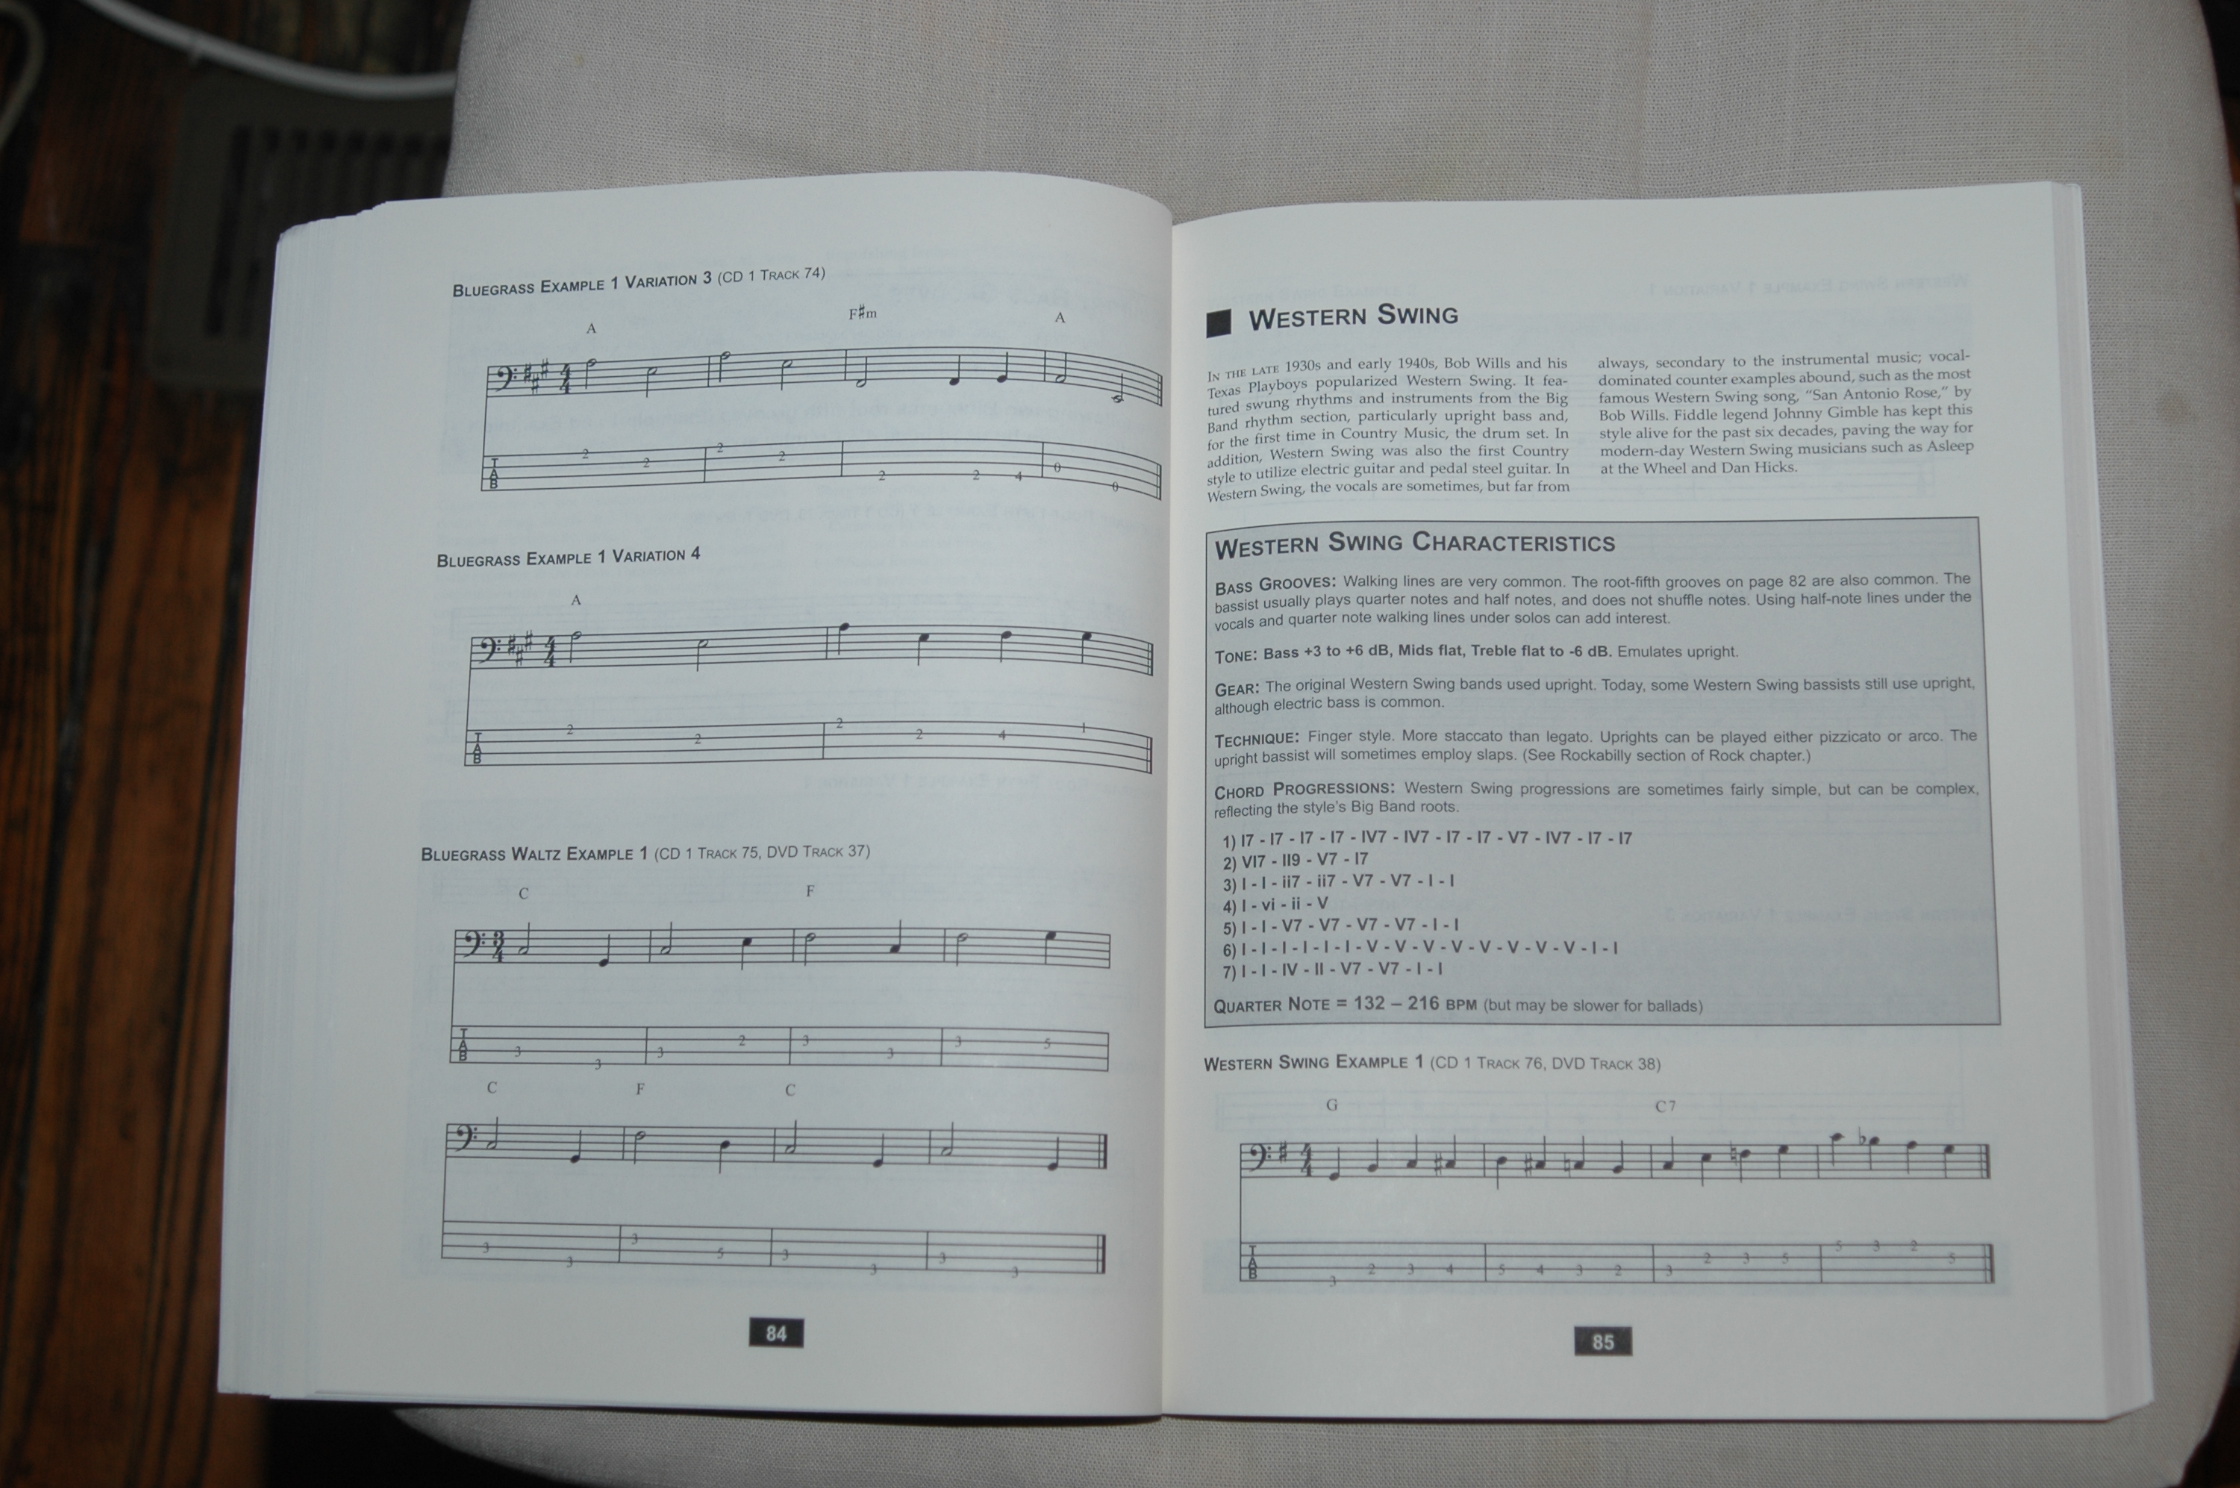 BLUEGRASS EXAMPLE 1 VARIATION 3 (CD 1 TRACK 74)
A F♯m A
4
4
T
A
B
2 2 2 2 2 2 4 0 0
BLUEGRASS EXAMPLE 1 VARIATION 4
A
4
4
T
A
B
2 2 2 2 4 1
BLUEGRASS WALTZ EXAMPLE 1 (CD 1 TRACK 75, DVD TRACK 37)
C F
3
4
T
A
B
3 3 3 2 3 3 3 5
C F C
3 3 3 5 3 3 3 3
84
WESTERN SWING
IN THE LATE 1930s and early 1940s, Bob Wills and his
Texas Playboys popularized Western Swing. It fea-
tured swung rhythms and instruments from the Big
Band rhythm section, particularly upright bass and,
for the first time in Country Music, the drum set. In
addition, Western Swing was also the first Country
style to utilize electric guitar and pedal steel guitar. In
Western Swing, the vocals are sometimes, but far from
always, secondary to the instrumental music; vocal-
dominated counter examples abound, such as the most
famous Western Swing song, “San Antonio Rose,” by
Bob Wills. Fiddle legend Johnny Gimble has kept this
style alive for the past six decades, paving the way for
modern-day Western Swing musicians such as Asleep
at the Wheel and Dan Hicks.
WESTERN SWING CHARACTERISTICS
BASS GROOVES: Walking lines are very common. The root-fifth grooves on page 82 are also common. The
bassist usually plays quarter notes and half notes, and does not shuffle notes. Using half-note lines under the
vocals and quarter note walking lines under solos can add interest.
TONE: Bass +3 to +6 dB, Mids flat, Treble flat to -6 dB. Emulates upright.
GEAR: The original Western Swing bands used upright. Today, some Western Swing bassists still use upright,
although electric bass is common.
TECHNIQUE: Finger style. More staccato than legato. Uprights can be played either pizzicato or arco. The
upright bassist will sometimes employ slaps. (See Rockabilly section of Rock chapter.)
CHORD PROGRESSIONS: Western Swing progressions are sometimes fairly simple, but can be complex,
reflecting the style's Big Band roots.
1) I7 - I7 - I7 - I7 - IV7 - IV7 - I7 - I7 - V7 - IV7 - I7 - I7
2) VI7 - II9 - V7 - I7
3) I - I - ii7 - ii7 - V7 - V7 - I - I
4) I - vi - ii - V
5) I - I - V7 - V7 - V7 - V7 - I - I
6) I - I - I - I - I - I - V - V - V - V - V - V - V - V - I - I
7) I - I - IV - II - V7 - V7 - I - I
QUARTER NOTE = 132 – 216 BPM (but may be slower for ballads)
WESTERN SWING EXAMPLE 1 (CD 1 TRACK 76, DVD TRACK 38)
G C7
4
4
T
A
B
3 2 3 4 5 4 3 2 3 2 3 5 5 3 2 5
85